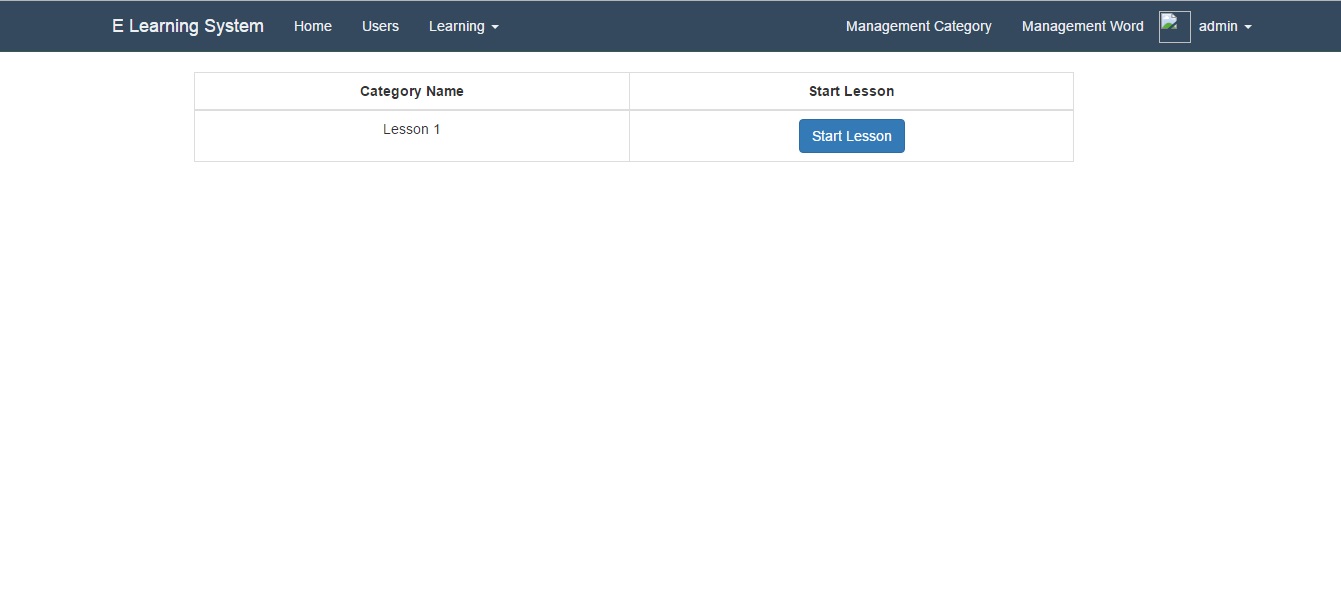 E Learning System Home Users Learning Management Category Management Word admin
Category Name Start Lesson
Lesson 1 Start Lesson